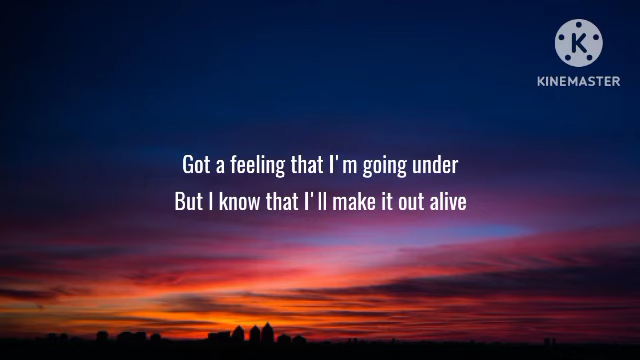 KINEMASTER
Got a feeling that I'm going under
But I know that I'll make it out alive